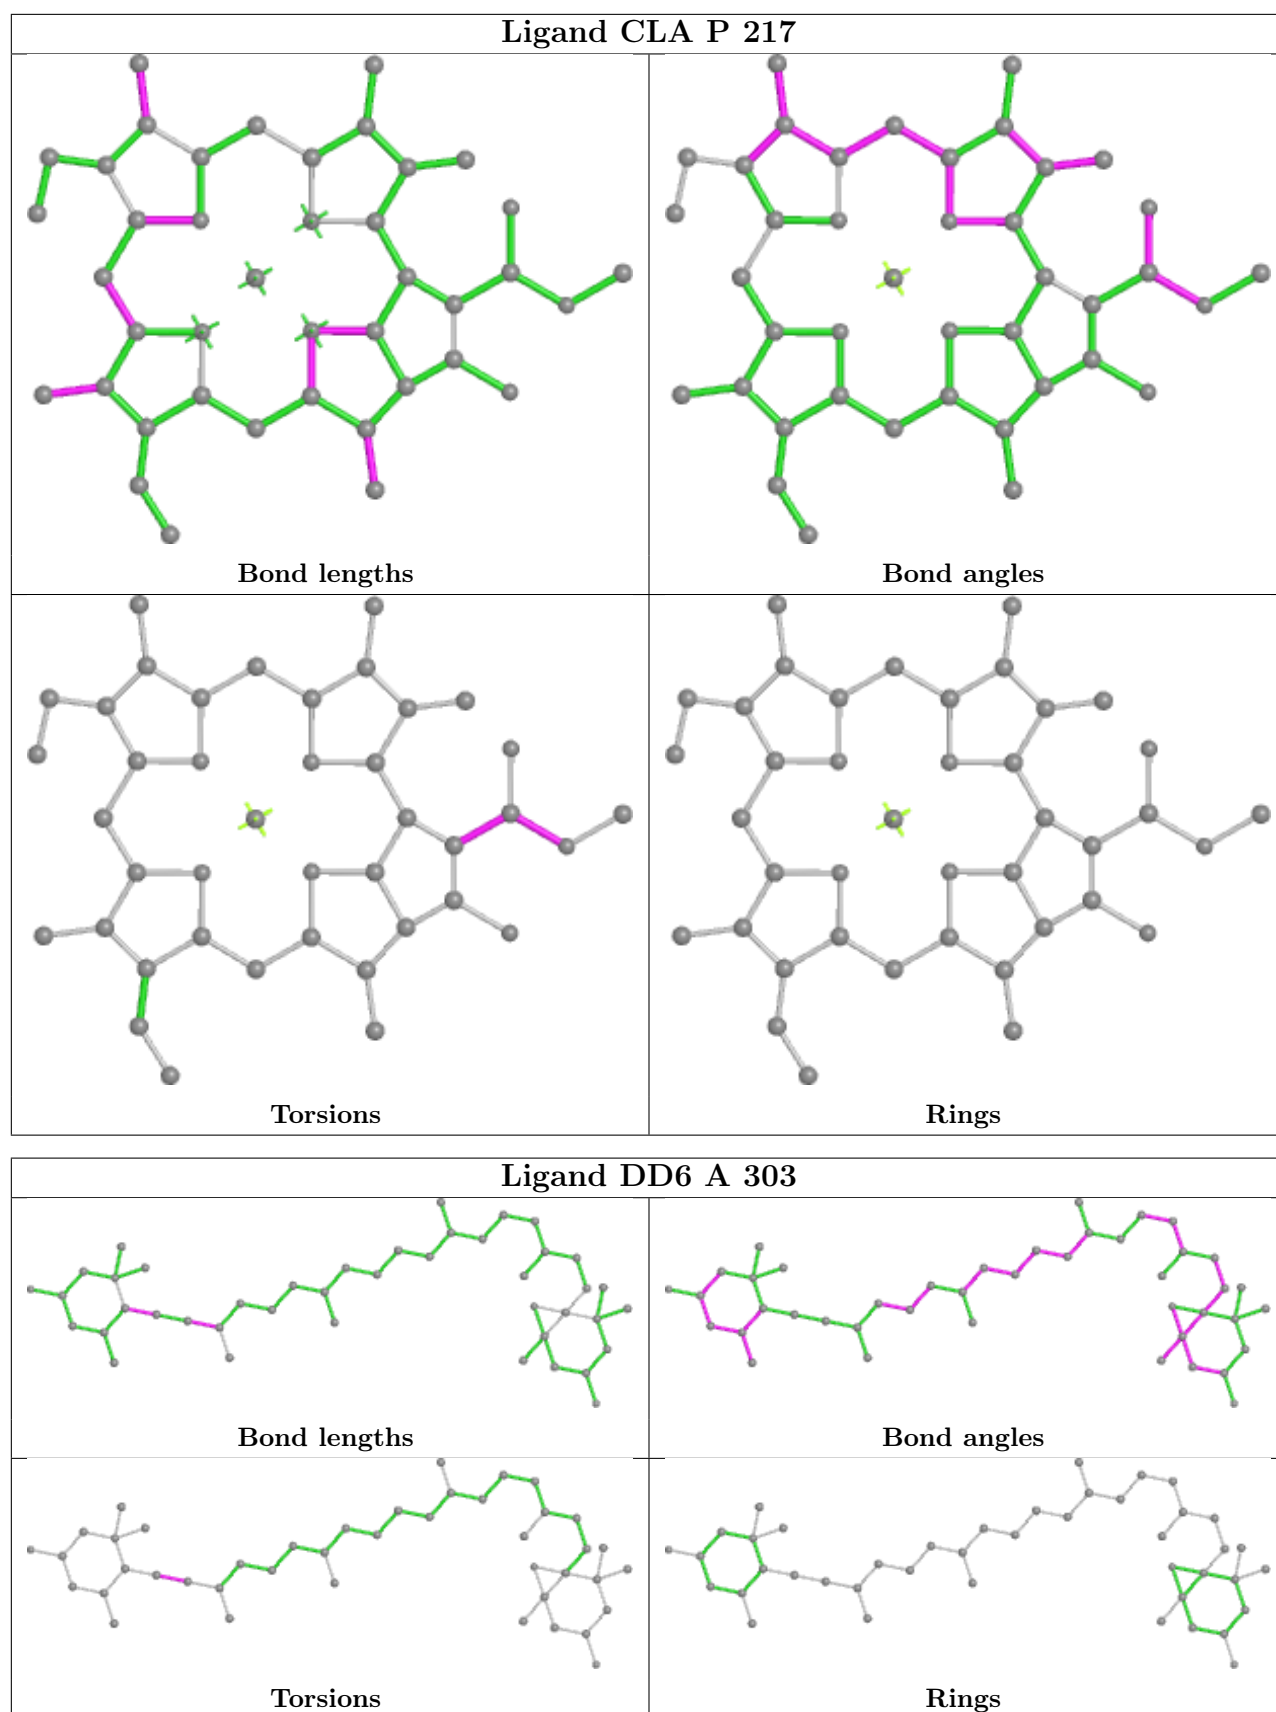 Ligand CLA P 217
Bond lengths
Bond angles
Torsions
Rings
Ligand DD6 A 303
Bond lengths
Bond angles
Torsions
Rings